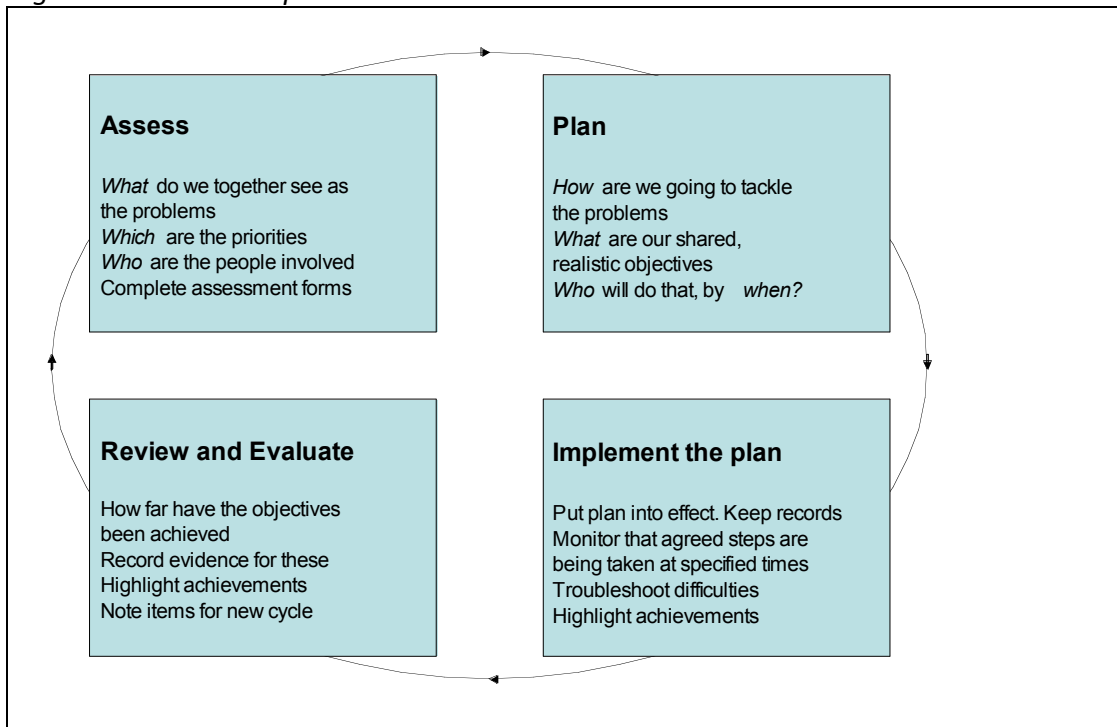 Assess
What do we together see as
the problems
Which are the priorities
Who are the people involved
Complete assessment forms
Plan
How are we going to tackle
the problems
What are our shared,
realistic objectives
Who will do that, by when?
Review and Evaluate
How far have the objectives
been achieved
Record evidence for these
Highlight achievements
Note items for new cycle
Implement the plan
Put plan into effect. Keep records
Monitor that agreed steps are
being taken at specified times
Troubleshoot difficulties
Highlight achievements